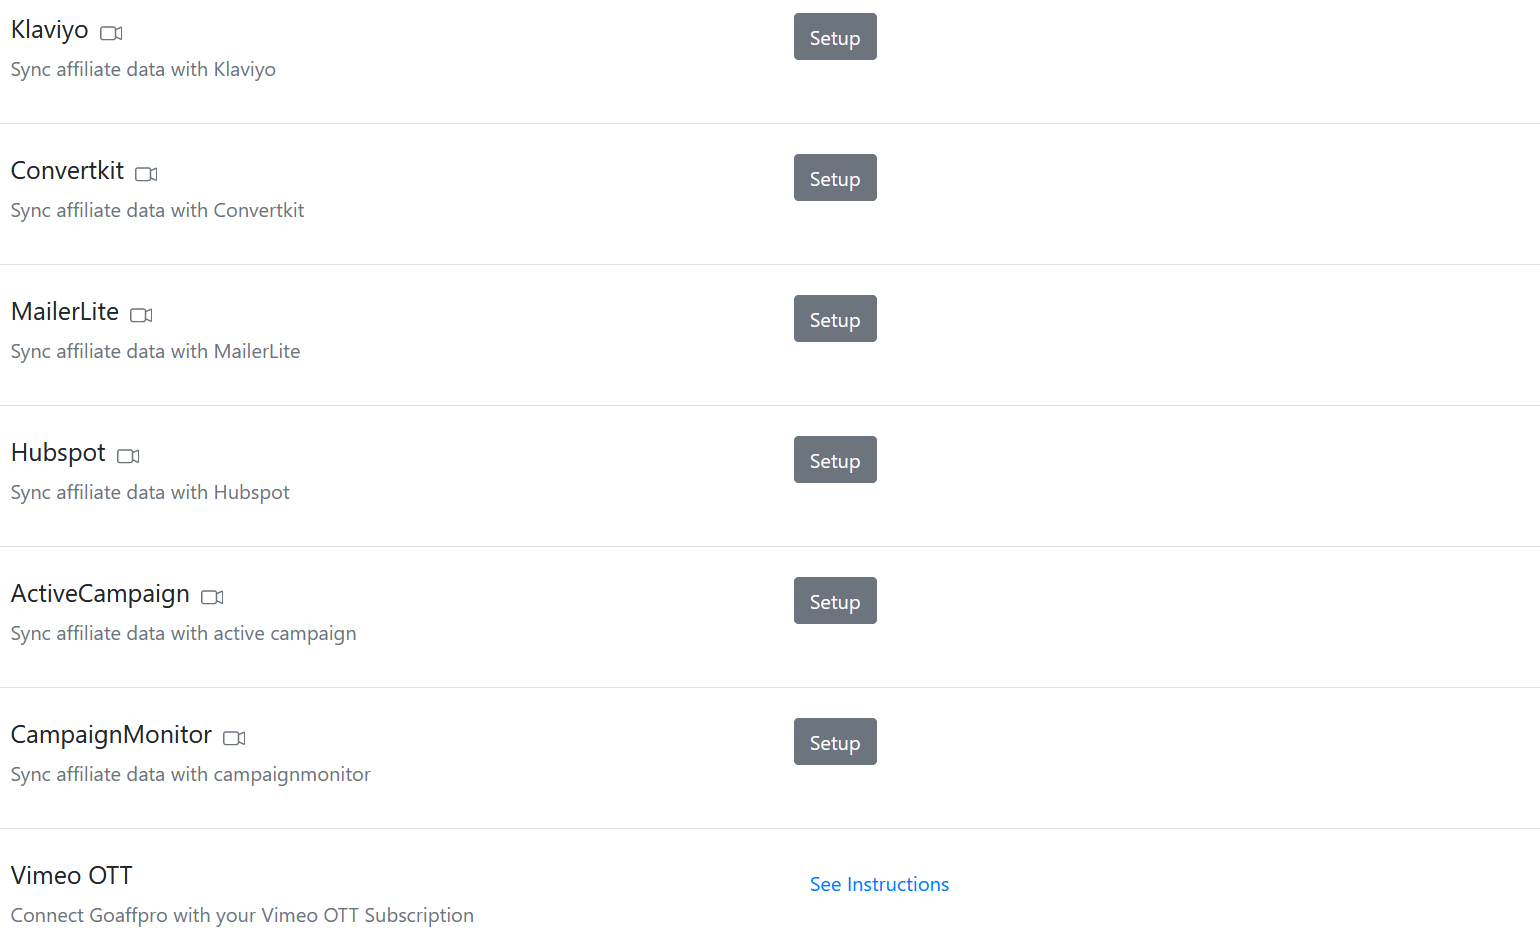 Klaviyo
Setup
Sync affiliate data with Klaviyo
Convertkit
Setup
Sync affiliate data with Convertkit
MailerLite
Setup
Sync affiliate data with MailerLite
Hubspot
Setup
Sync affiliate data with Hubspot
ActiveCampaign
Setup
Sync affiliate data with active campaign
CampaignMonitor
Setup
Sync affiliate data with campaignmonitor
Vimeo OTT
See Instructions
Connect Goaffpro with your Vimeo OTT Subscription